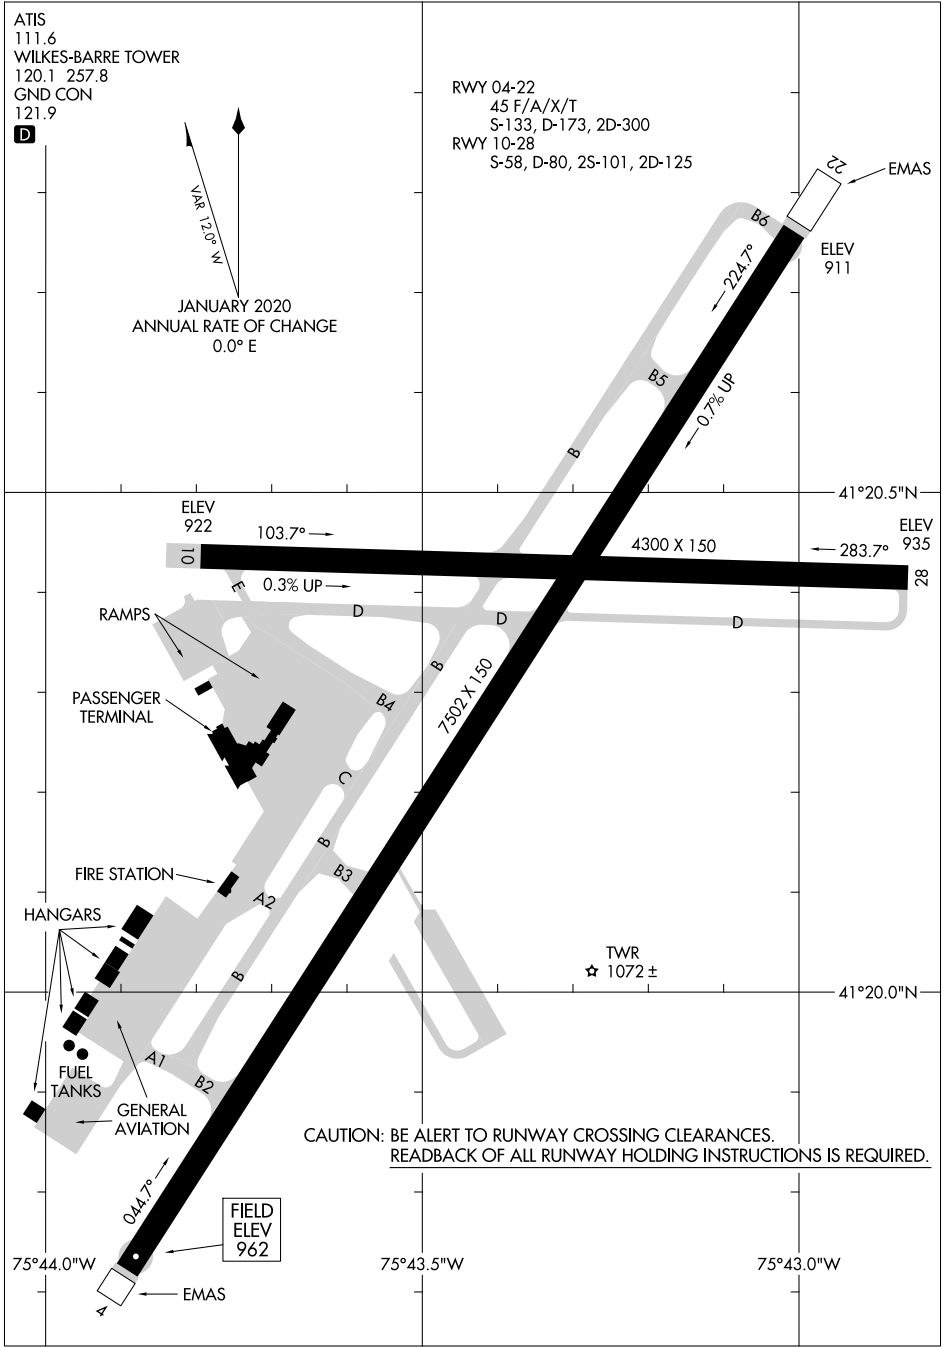 ATIS
111.6
WILKES-BARRE TOWER
120.1 257.8
GND CON
121.9
D
RWY 04-22
45 F/A/X/T
S-133, D-173, 2D-300
RWY 10-28
S-58, D-80, 2S-101, 2D-125
VAR 12.0° W
JANUARY 2020
ANNUAL RATE OF CHANGE
0.0° E
22
EMAS
B6
ELEV
911
224.7°
B5
0.7% UP
B
41°20.5"N
ELEV
922
103.7°
10
0.3% UP
E
4300 X 150
ELEV
935
283.7°
28
D
D
D
RAMPS
B
7502 X 150
PASSENGER
TERMINAL
B4
C
B
B3
FIRE STATION
A2
HANGARS
B
TWR
1072 ±
41°20.0"N
A1
B2
FUEL
TANKS
GENERAL
AVIATION
CAUTION: BE ALERT TO RUNWAY CROSSING CLEARANCES.
READBACK OF ALL RUNWAY HOLDING INSTRUCTIONS IS REQUIRED.
044.7°
FIELD
ELEV
962
75°44.0"W
75°43.5"W
75°43.0"W
EMAS
4